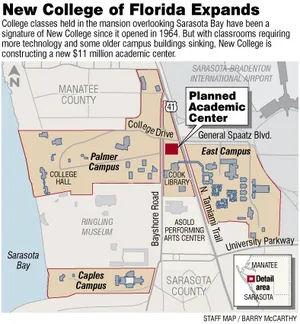 New College of Florida Expands
College classes held in the mansion overlooking Sarasota Bay have been a
signature of New College since it opened in 1964. But with classrooms requiring
more technology and some older campus buildings sinking, New College is
constructing a new $11 million academic center.
N
MANATEE
COUNTY
SARASOTA-BRADENTON
INTERNATIONAL AIRPORT
41
Planned
Academic
Center
College Drive
General Spaatz Blvd.
Palmer
Campus
East Campus
COLLEGE
HALL
COOK
LIBRARY
Bayshore Road
N. Tamiami Trail
RINGLING
MUSEUM
ASOLO
PERFORMING
ARTS CENTER
University Parkway
Sarasota
Bay
Caples
Campus
SARASOTA
COUNTY
MANATEE
Detail
area
SARASOTA
STAFF MAP / BARRY McCARTHY